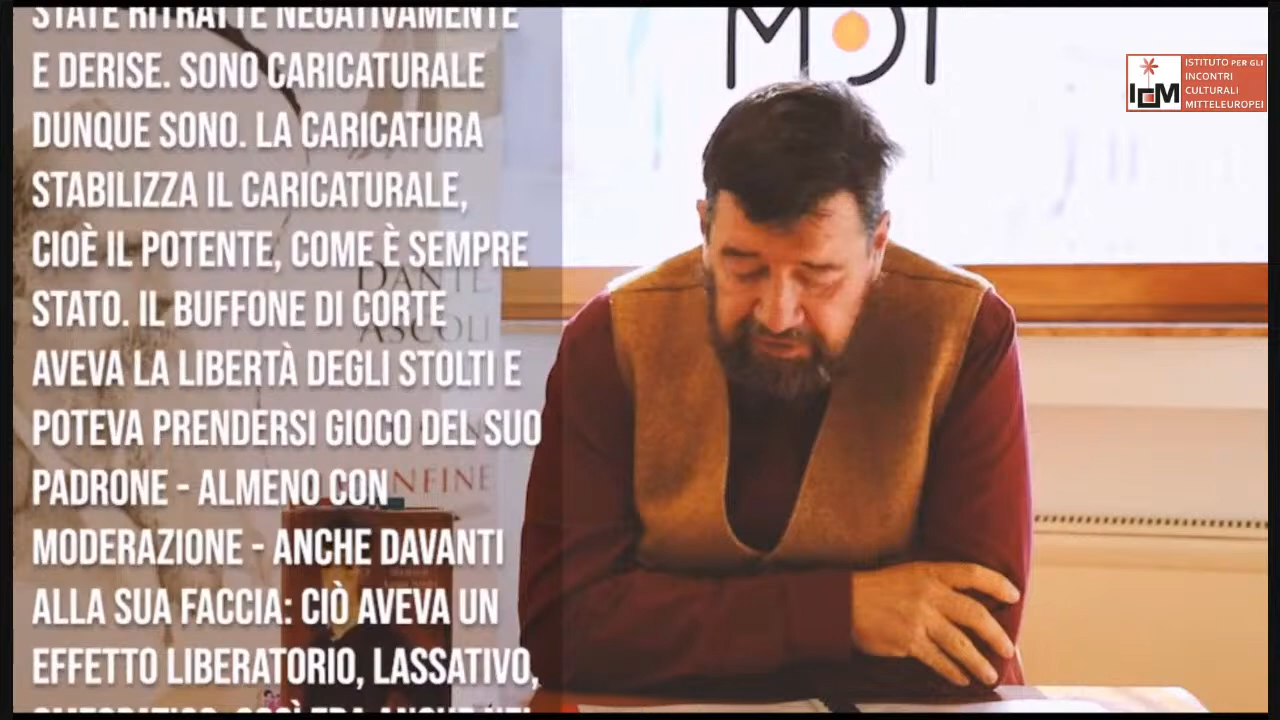 STATE RITRATTE NEGATIVAMENTE
E DERISE. SONO CARICATURALE
DUNQUE SONO. LA CARICATURA
STABILIZZA IL CARICATURALE,
CIOÈ IL POTENTE, COME È SEMPRE
STATO. IL BUFFONE DI CORTE
AVEVA LA LIBERTÀ DEGLI STOLTI E
POTEVA PRENDERSI GIOCO DEL SUO
PADRONE - ALMENO CON
MODERAZIONE - ANCHE DAVANTI
ALLA SUA FACCIA: CIÒ AVEVA UN
EFFETTO LIBERATORIO, LASSATIVO,
DANTE
ASCOLI
NFINE
ICM
ISTITUTO PER GLI
INCONTRI
CULTURALI
MITTELEUROPEI